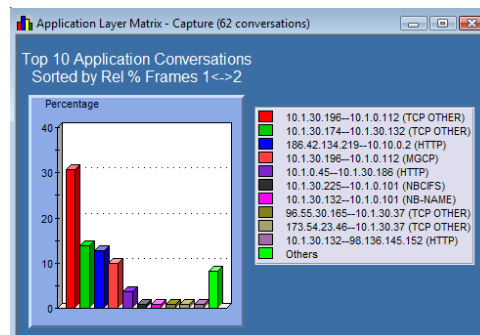 Application Layer Matrix - Capture (62 conversations)
Top 10 Application Conversations
Sorted by Rel % Frames 1<->2
Percentage
40
30
20
10
0
10.1.30.196--10.1.0.112 (TCP OTHER)
10.1.30.174--10.1.30.132 (TCP OTHER)
186.42.134.219--10.10.0.2 (HTTP)
10.1.30.196--10.1.0.112 (MGCP)
10.1.0.45--10.1.30.186 (HTTP)
10.1.30.225--10.1.0.101 (NBCIFS)
10.1.30.132--10.1.0.101 (NB-NAME)
96.55.30.165--10.1.30.37 (TCP OTHER)
173.54.23.46--10.1.30.37 (TCP OTHER)
10.1.30.132--98.136.145.152 (HTTP)
Others